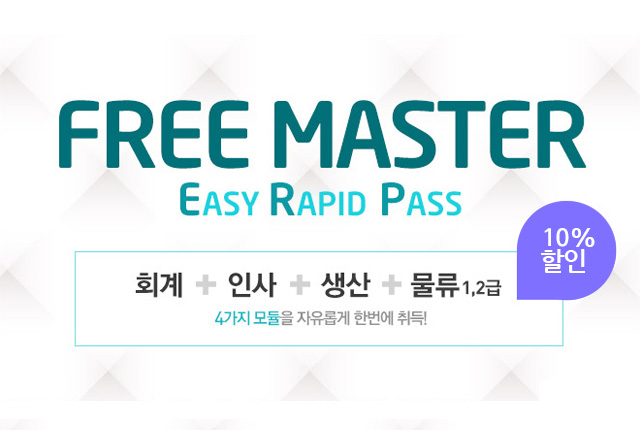 FREE MASTER
EASY RAPID PASS
10%
할인
회계 + 인사 + 생산 + 물류 1,2급
4가지 모듈을 자유롭게 한번에 취득!